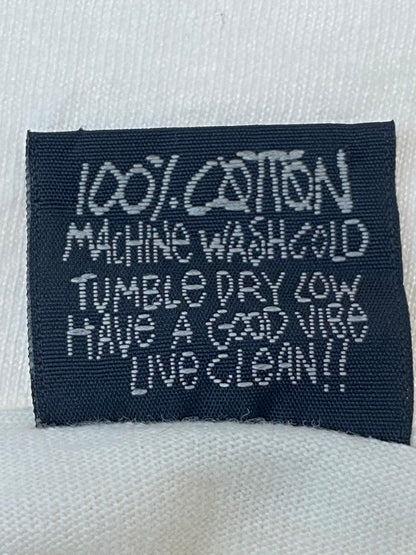 100% COTTON
MACHINE WASH COLD
TUMBLE DRY LOW
HAVE A GOOD VIBE
LIVE CLEAN!!